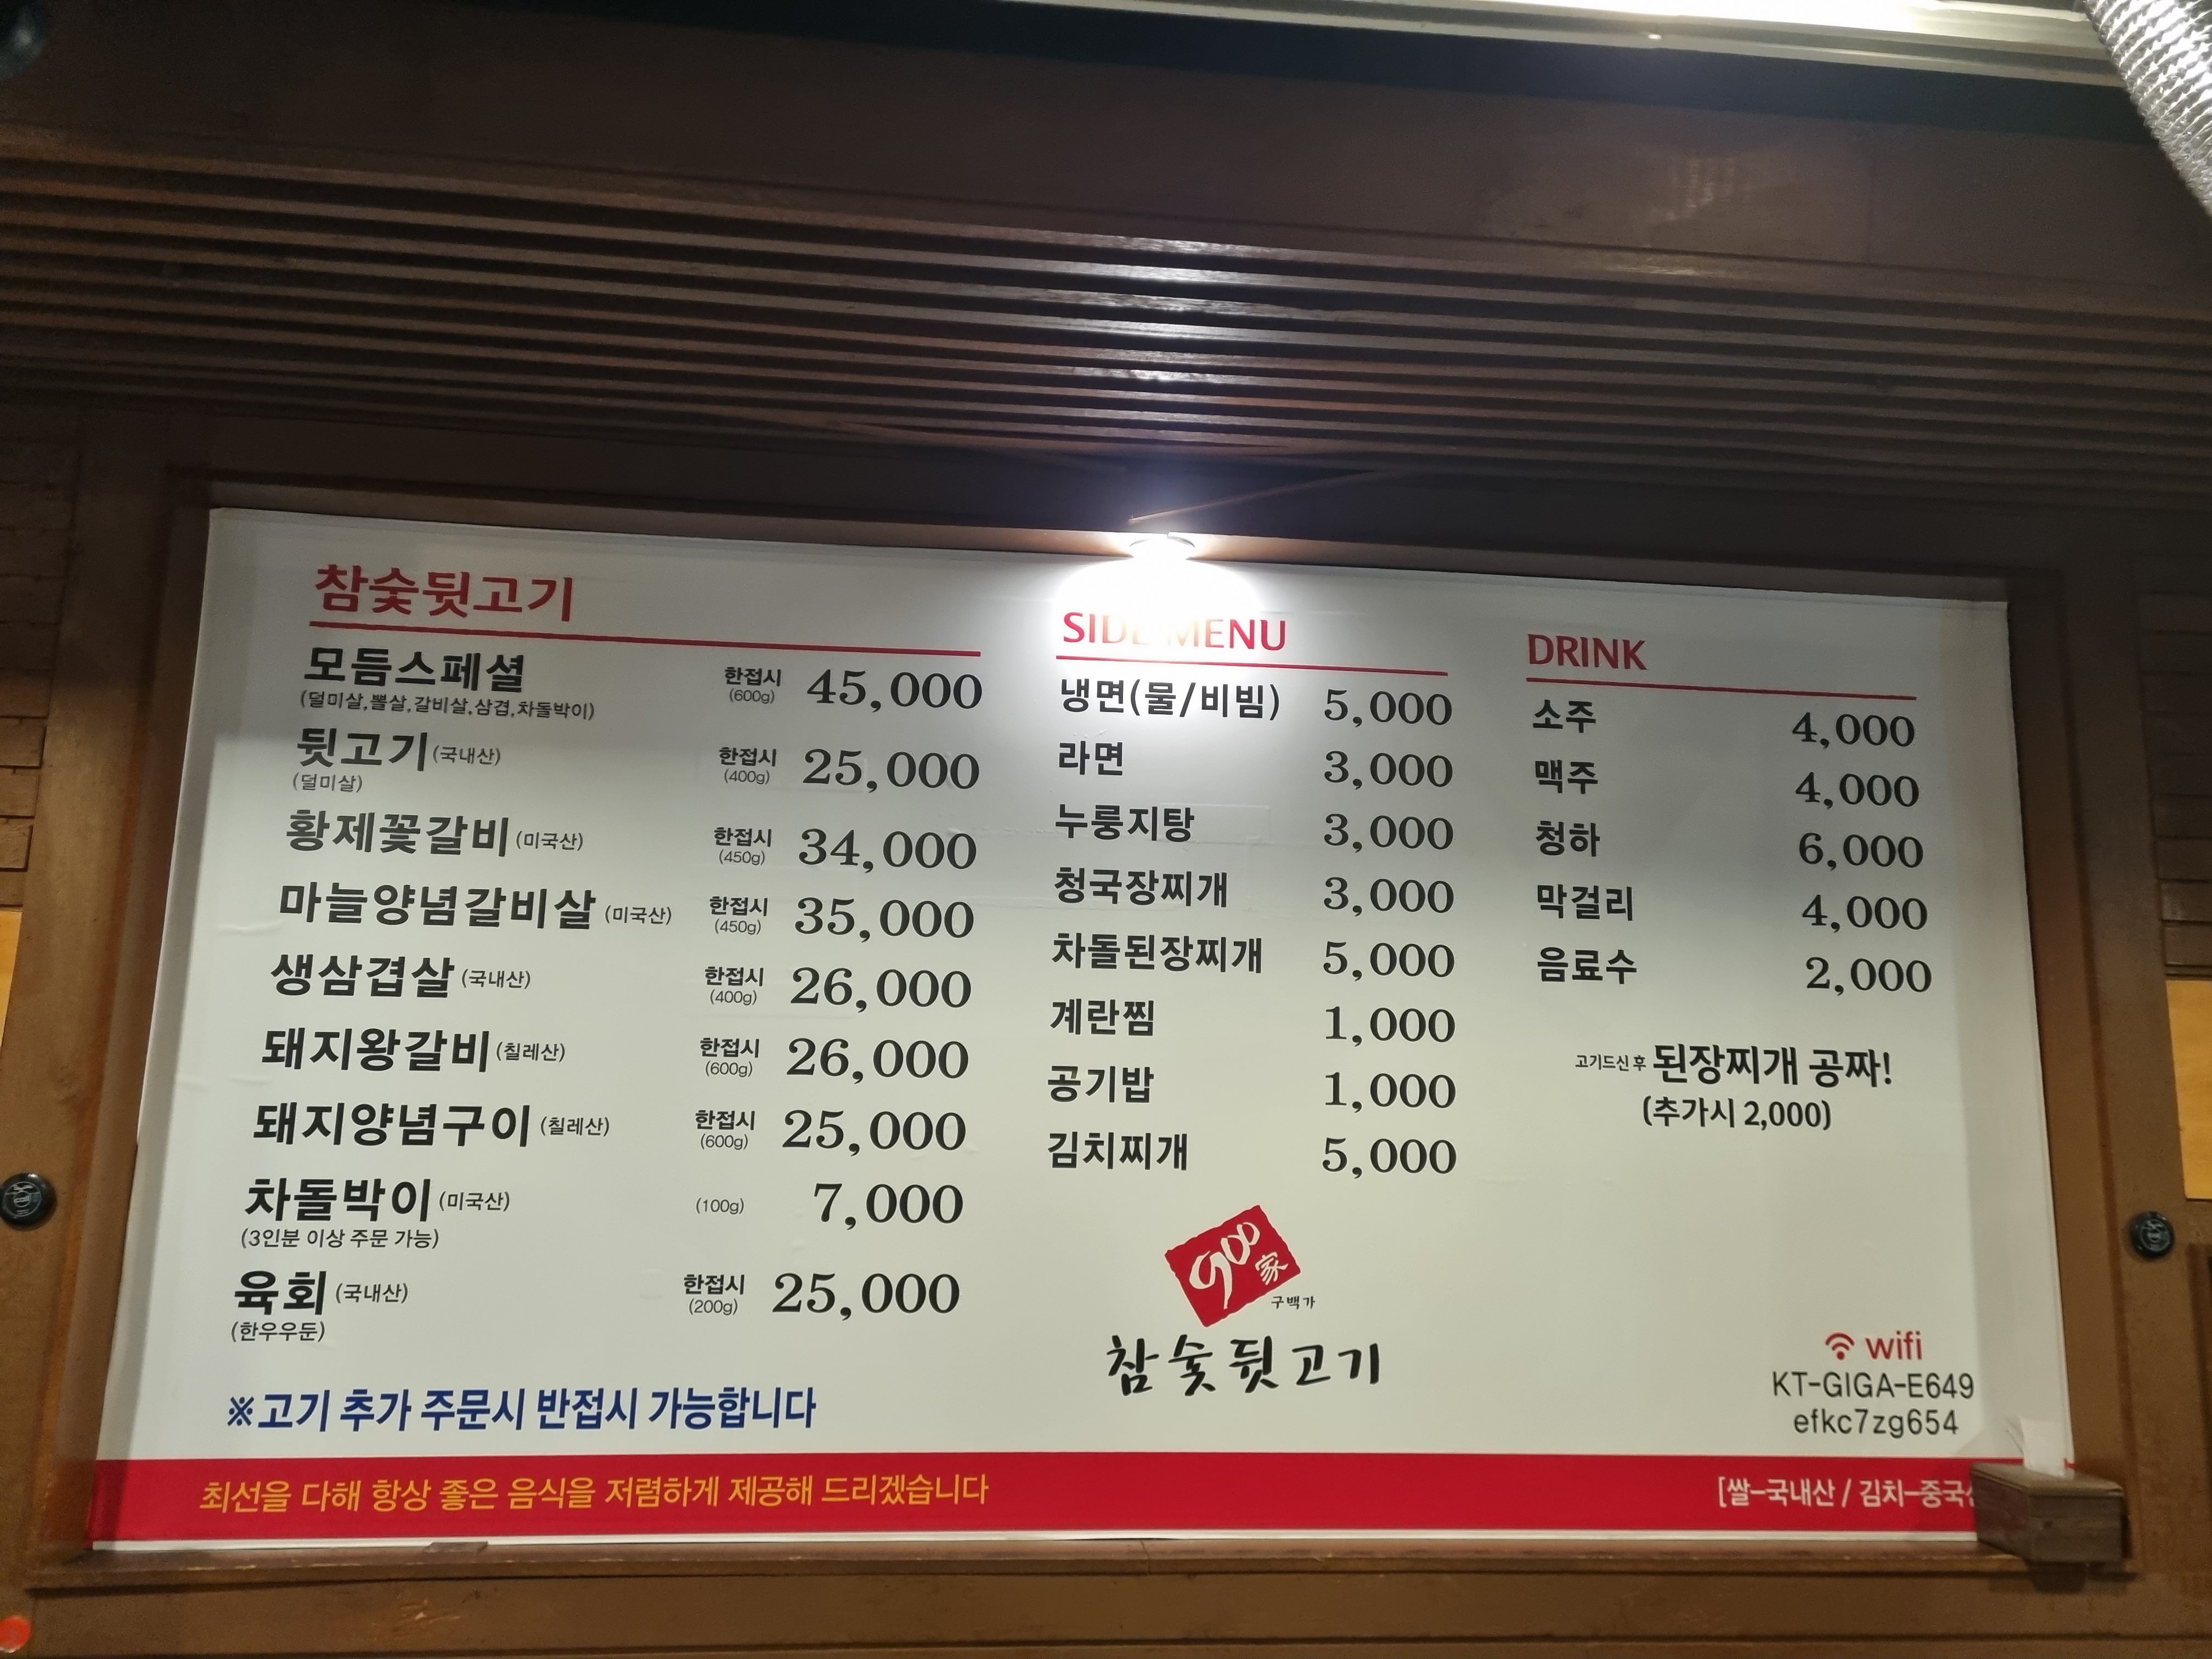 참숯뒷고기
모듬스페셜 한접시 (600g) 45,000
(덜미살,뽈살,갈비살,삼겹,차돌박이)
뒷고기(국내산) 한접시 (400g) 25,000
(덜미살)
황제꽃갈비(미국산) 한접시 (450g) 34,000
마늘양념갈비살(미국산) 한접시 (450g) 35,000
생삼겹살(국내산) 한접시 (400g) 26,000
돼지왕갈비(칠레산) 한접시 (600g) 26,000
돼지양념구이(칠레산) 한접시 (600g) 25,000
차돌박이(미국산) (100g) 7,000
(3인분 이상 주문 가능)
육회(국내산) 한접시 (200g) 25,000
(한우우둔)
※고기 추가 주문시 반접시 가능합니다
SIDE MENU
냉면(물/비빔) 5,000
라면 3,000
누룽지탕 3,000
청국장찌개 3,000
차돌된장찌개 5,000
계란찜 1,000
공기밥 1,000
김치찌개 5,000
900
家
구백가
참숯뒷고기
DRINK
소주 4,000
맥주 4,000
청하 6,000
막걸리 4,000
음료수 2,000
고기드신 후 된장찌개 공짜!
(추가시 2,000)
wifi
KT-GIGA-E649
efkc7zg654
최선을 다해 항상 좋은 음식을 저렴하게 제공해 드리겠습니다
[쌀-국내산 / 김치-중국산